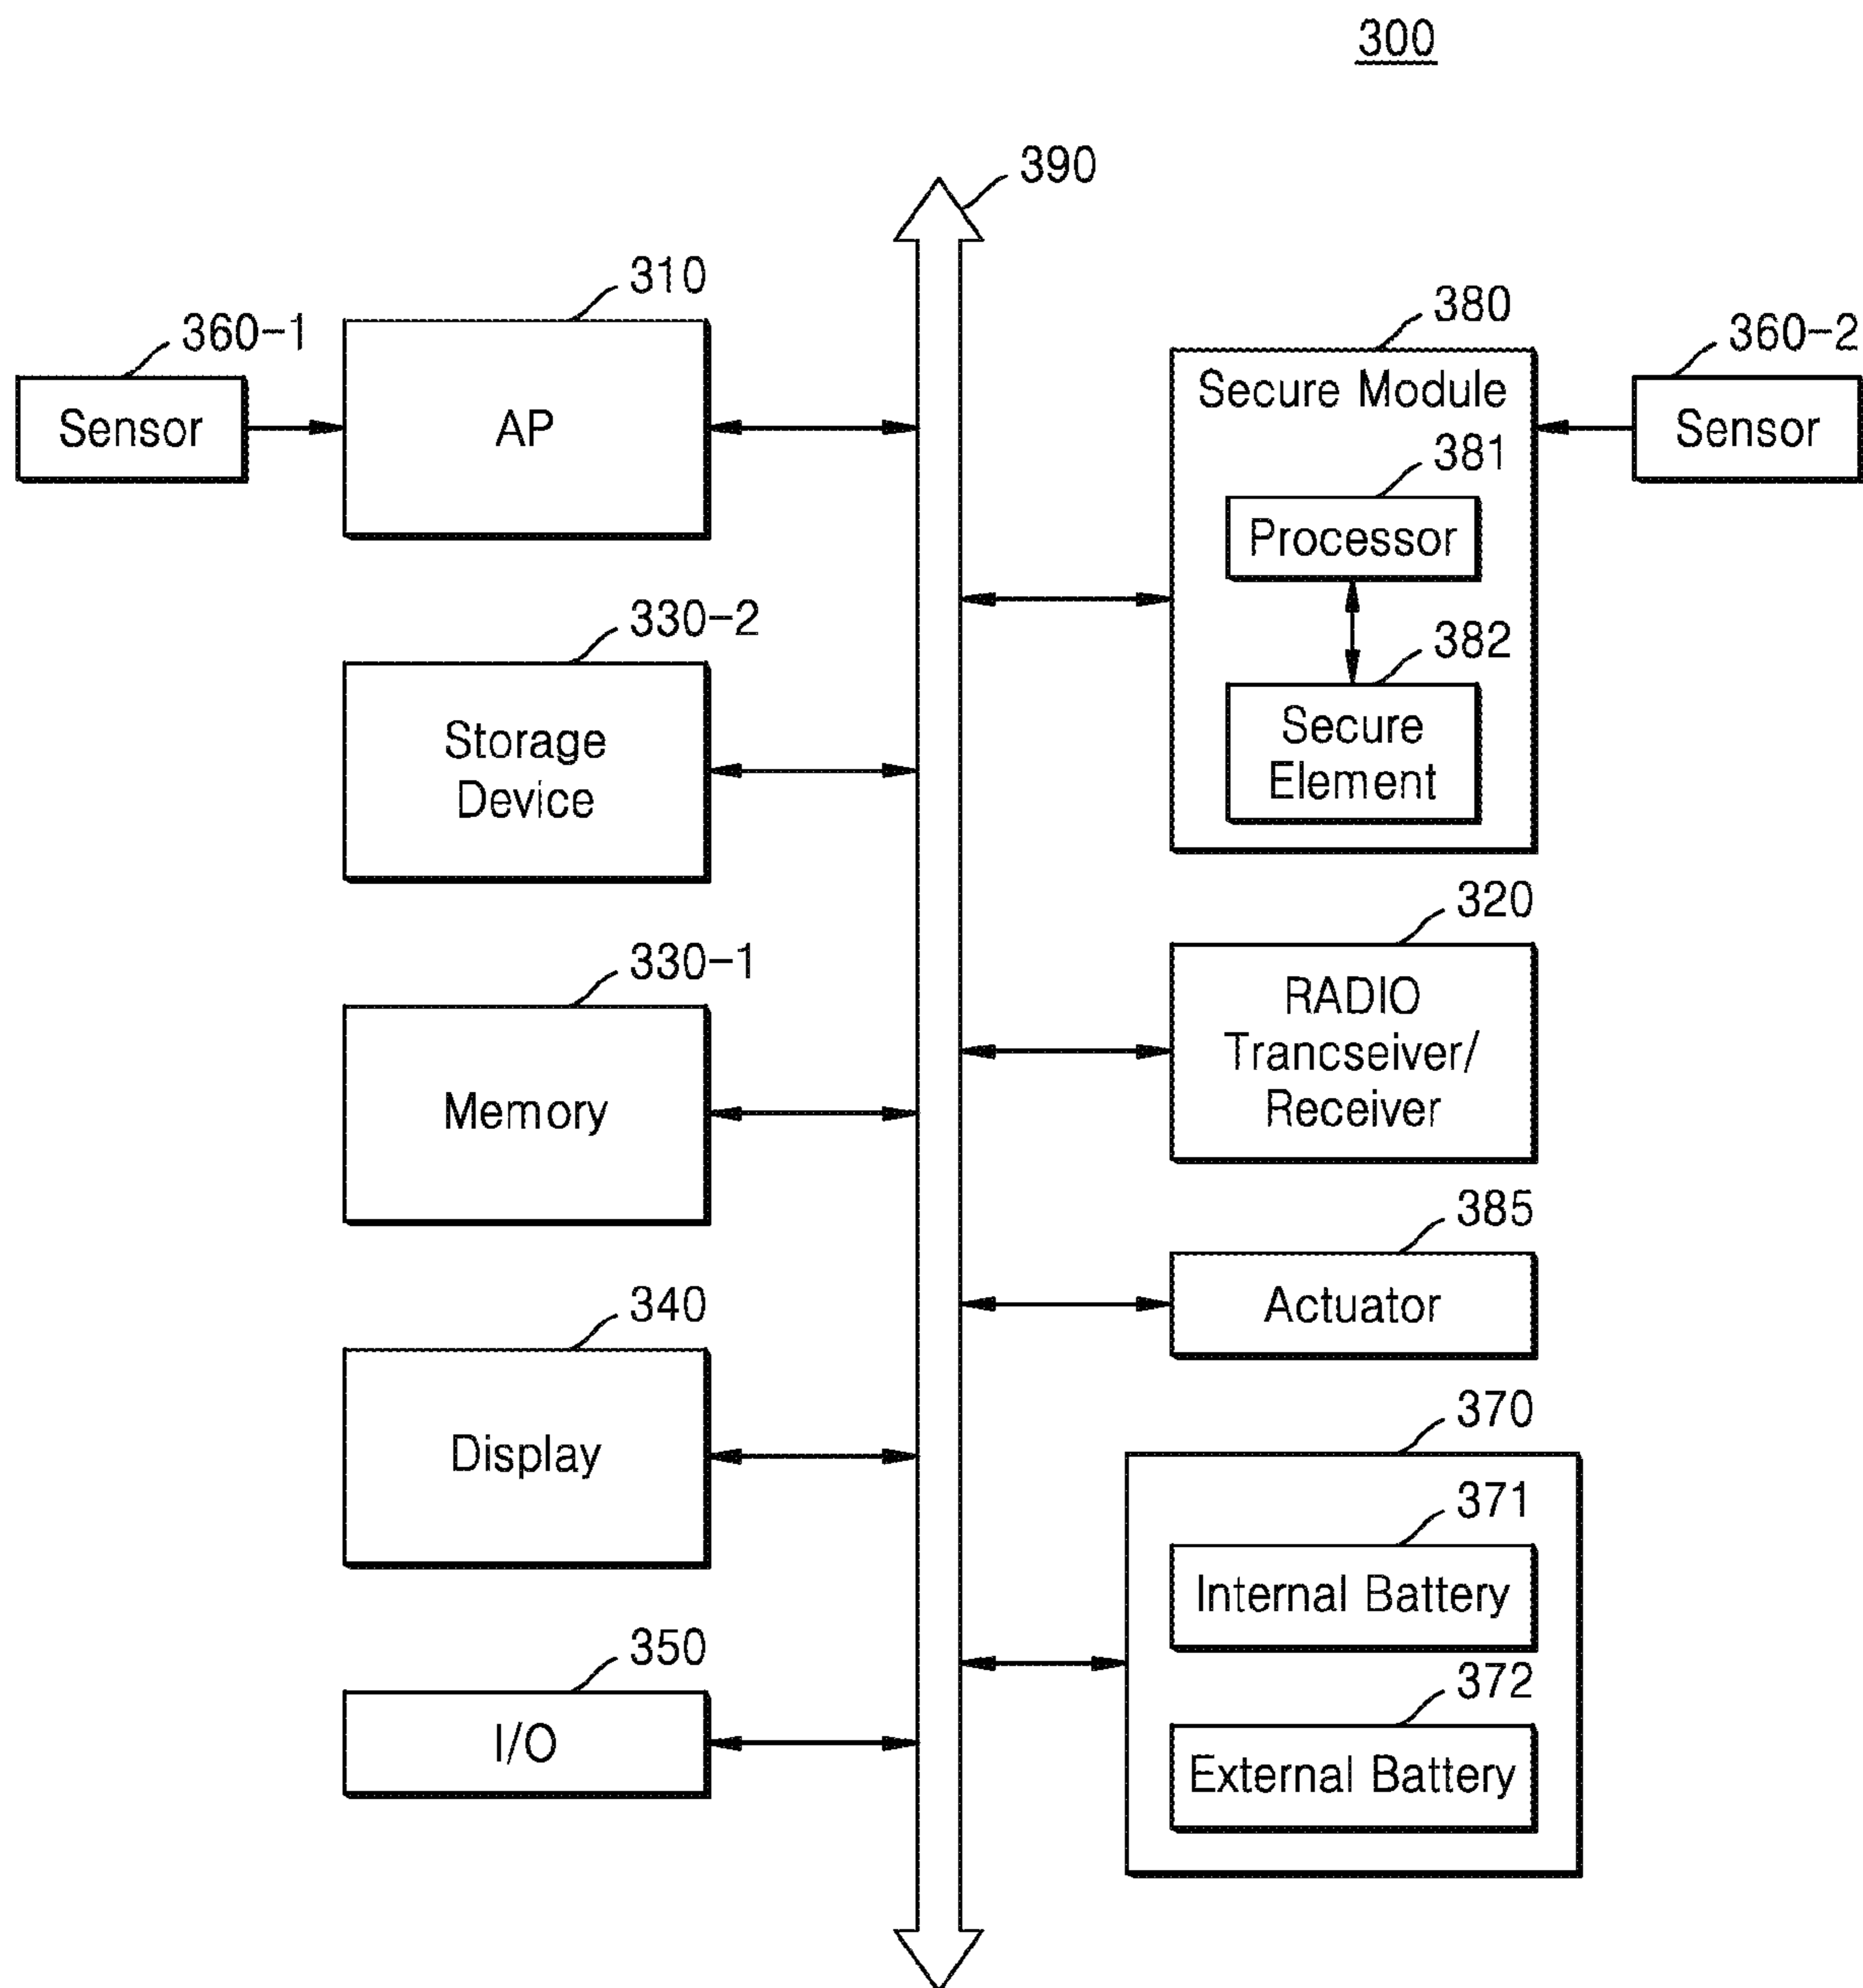 300
390
310
360-1
Sensor
AP
380
360-2
Secure Module
Sensor
381
Processor
382
Secure
Element
330-2
Storage
Device
320
RADIO
Trancseiver/
Receiver
330-1
Memory
385
Actuator
340
Display
370
371
Internal Battery
372
External Battery
350
I/O